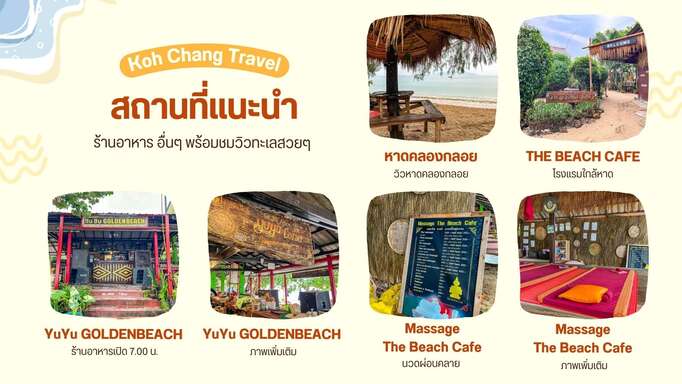 Koh Chang Travel
สถานที่แนะนำ
ร้านอาหาร อื่นๆ พร้อมชมวิวทะเลสวยๆ
หาดคลองกลอย
วิวหาดคลองกลอย
WELCOME
THE BEACH CAFE
โรงแรมใกล้หาด
YuYu GOLDENBEACH
YuYu GOLDENBEACH
ร้านอาหารเปิด 7.00 น.
YuYu GOLDENBEACH
ภาพเพิ่มเติม
Massage The Beach Cafe
Massage
The Beach Cafe
นวดผ่อนคลาย
Massage
The Beach Cafe
ภาพเพิ่มเติม